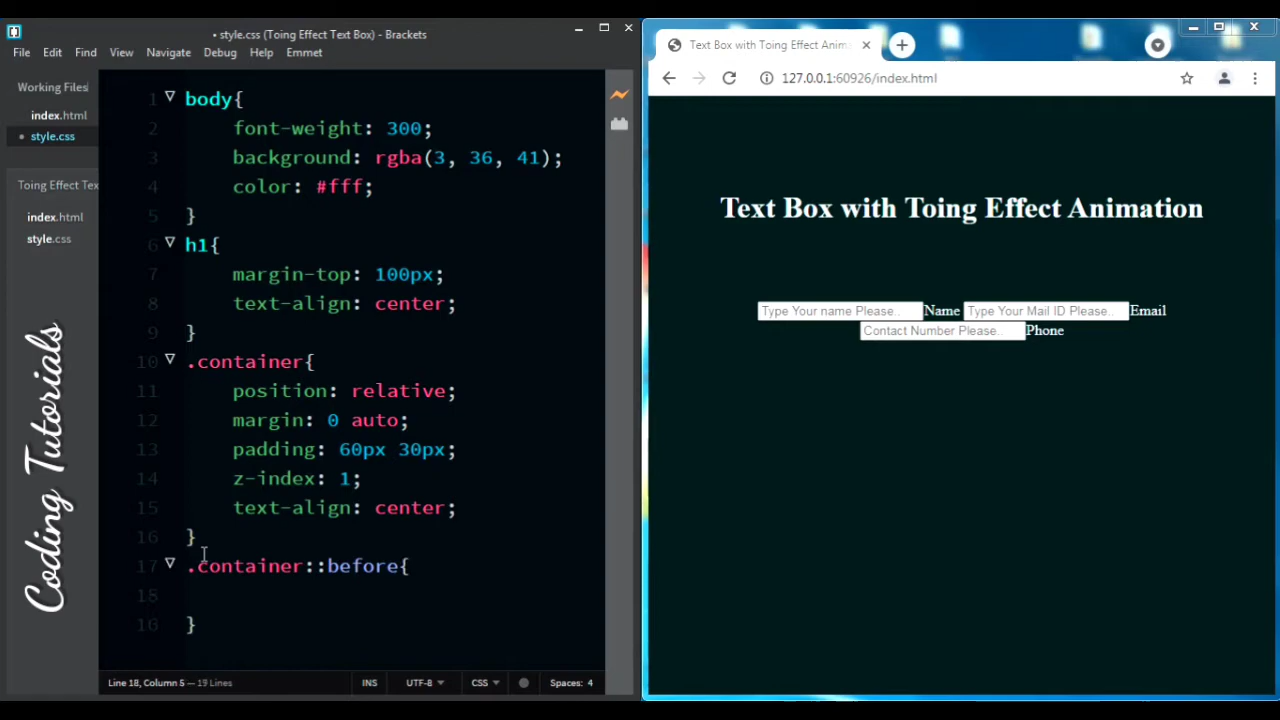 • style.css (Toing Effect Text Box) - Brackets
File Edit Find View Navigate Debug Help Emmet
Working Files
index.html
• style.css
Toing Effect Tex
index.html
style.css
Coding Tutorials
1 body{
2 font-weight: 300;
3 background: rgba(3, 36, 41);
4 color: #fff;
5 }
6 h1{
7 margin-top: 100px;
8 text-align: center;
9 }
10 .container{
11 position: relative;
12 margin: 0 auto;
13 padding: 60px 30px;
14 z-index: 1;
15 text-align: center;
16 }
17 .container::before{
18
}
Line 18, Column 5 — 19 Lines
INS UTF-8 CSS Spaces: 4
Text Box with Toing Effect Anim
127.0.0.1:60926/index.html
Text Box with Toing Effect Animation
Type Your name Please.. Name Type Your Mail ID Please.. Email
Contact Number Please.. Phone